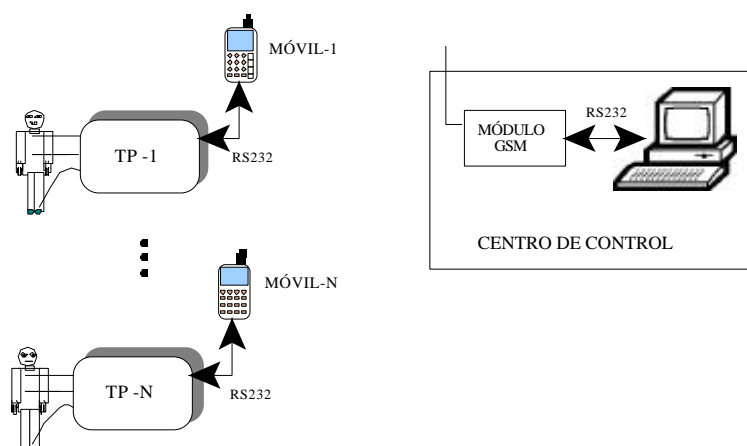 MÓVIL-1
TP -1
RS232
MÓVIL-N
TP -N
RS232
RS232
MÓDULO
GSM
CENTRO DE CONTROL